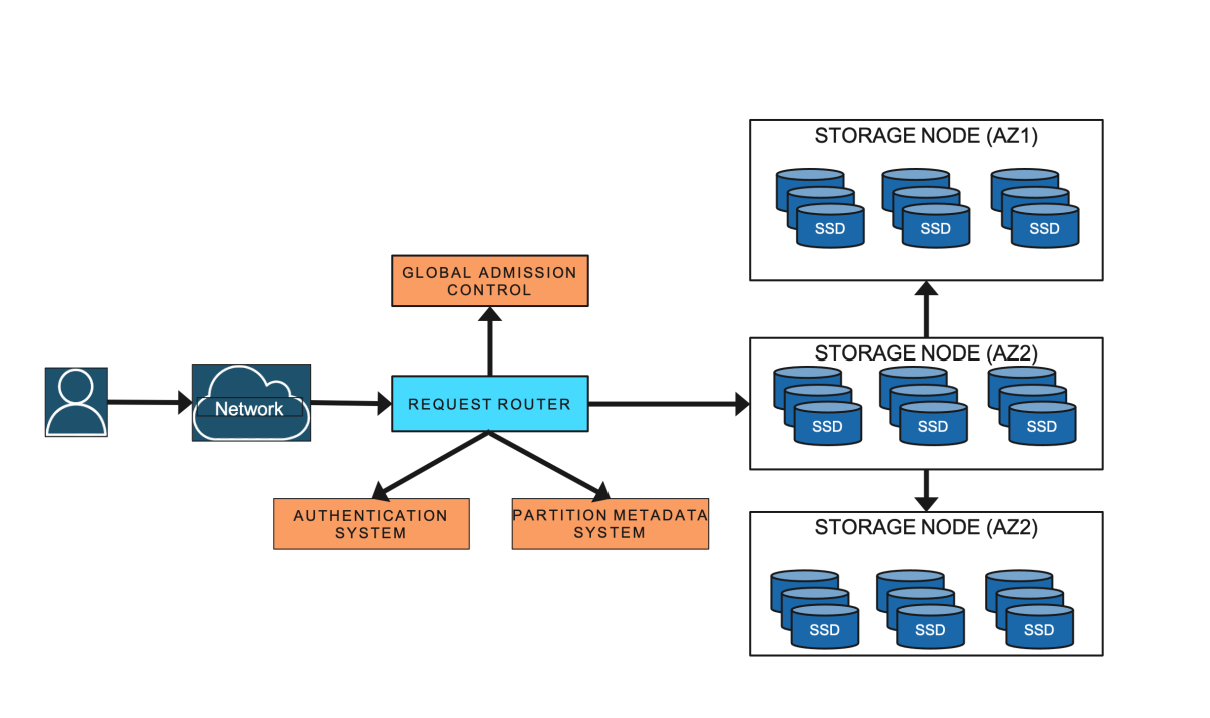 STORAGE NODE (AZ1)
SSD
SSD
SSD
GLOBAL ADMISSION
CONTROL
Network
REQUEST ROUTER
STORAGE NODE (AZ2)
SSD
SSD
SSD
AUTHENTICATION
SYSTEM
PARTITION METADATA
SYSTEM
STORAGE NODE (AZ2)
SSD
SSD
SSD